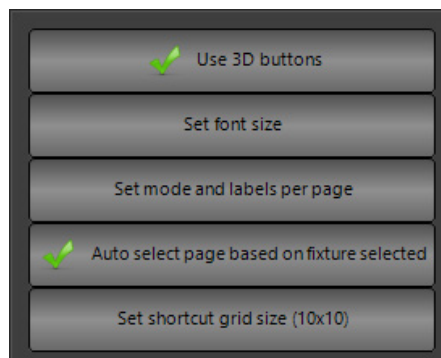 Use 3D buttons
Set font size
Set mode and labels per page
Auto select page based on fixture selected
Set shortcut grid size (10x10)